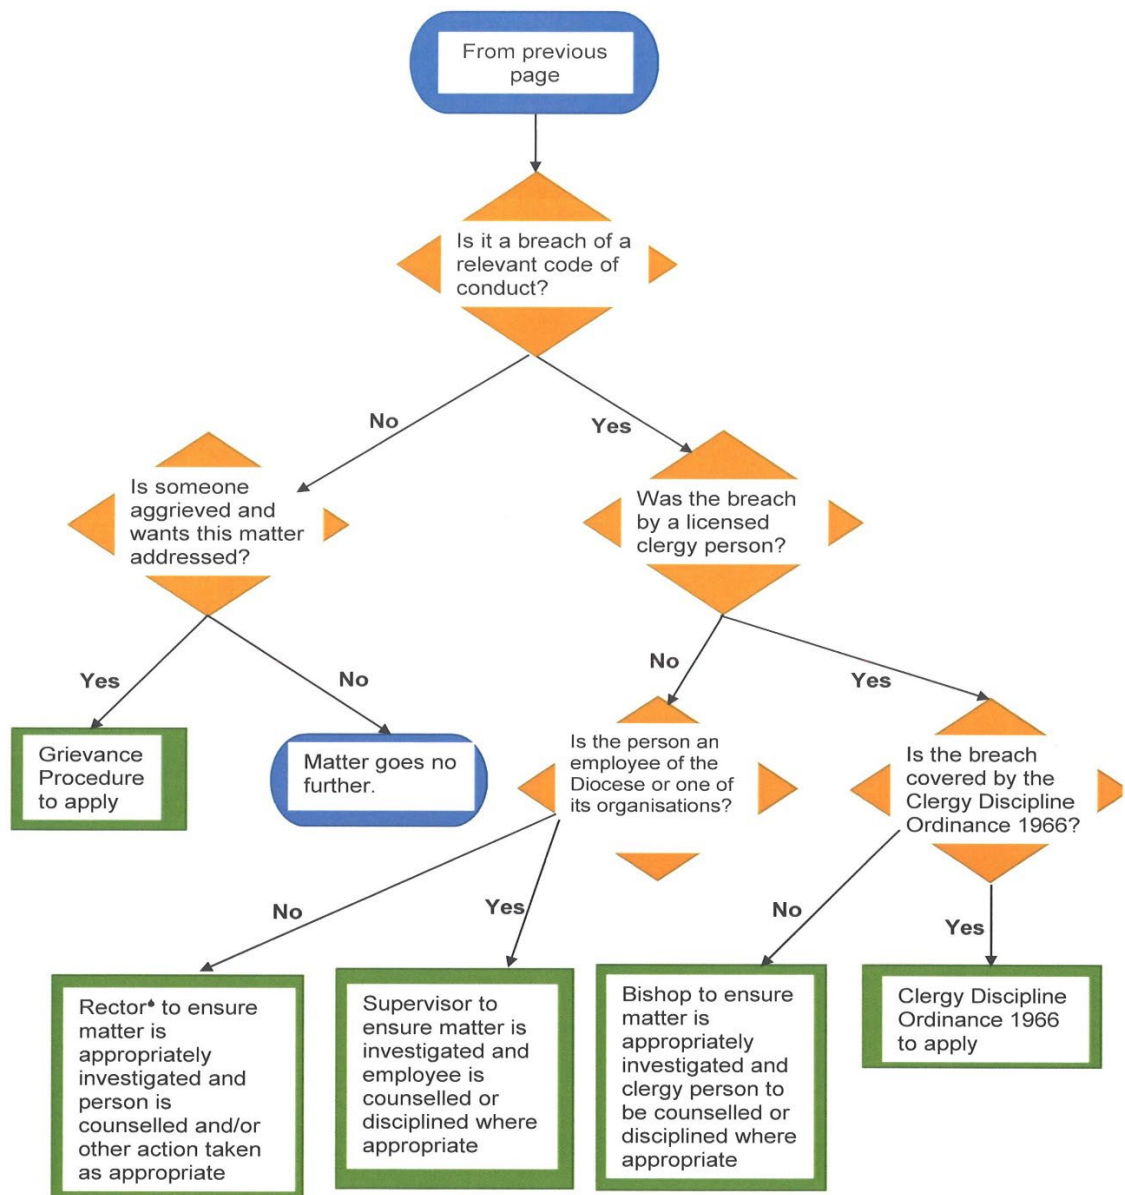 From previous
page
Is it a breach of a
relevant code of
conduct?
No
Yes
Is someone
aggrieved and
wants this matter
addressed?
Was the breach
by a licensed
clergy person?
Yes
No
No
Yes
Grievance
Procedure
to apply
Matter goes no
further.
Is the person an
employee of the
Diocese or one of
its organisations?
Is the breach
covered by the
Clergy Discipline
Ordinance 1966?
No
Yes
No
Yes
Rector♦ to ensure
matter is
appropriately
investigated and
person is
counselled and/or
other action taken
as appropriate
Supervisor to
ensure matter is
investigated and
employee is
counselled or
disciplined where
appropriate
Bishop to ensure
matter is
appropriately
investigated and
clergy person to
be counselled or
disciplined where
appropriate
Clergy Discipline
Ordinance 1966
to apply